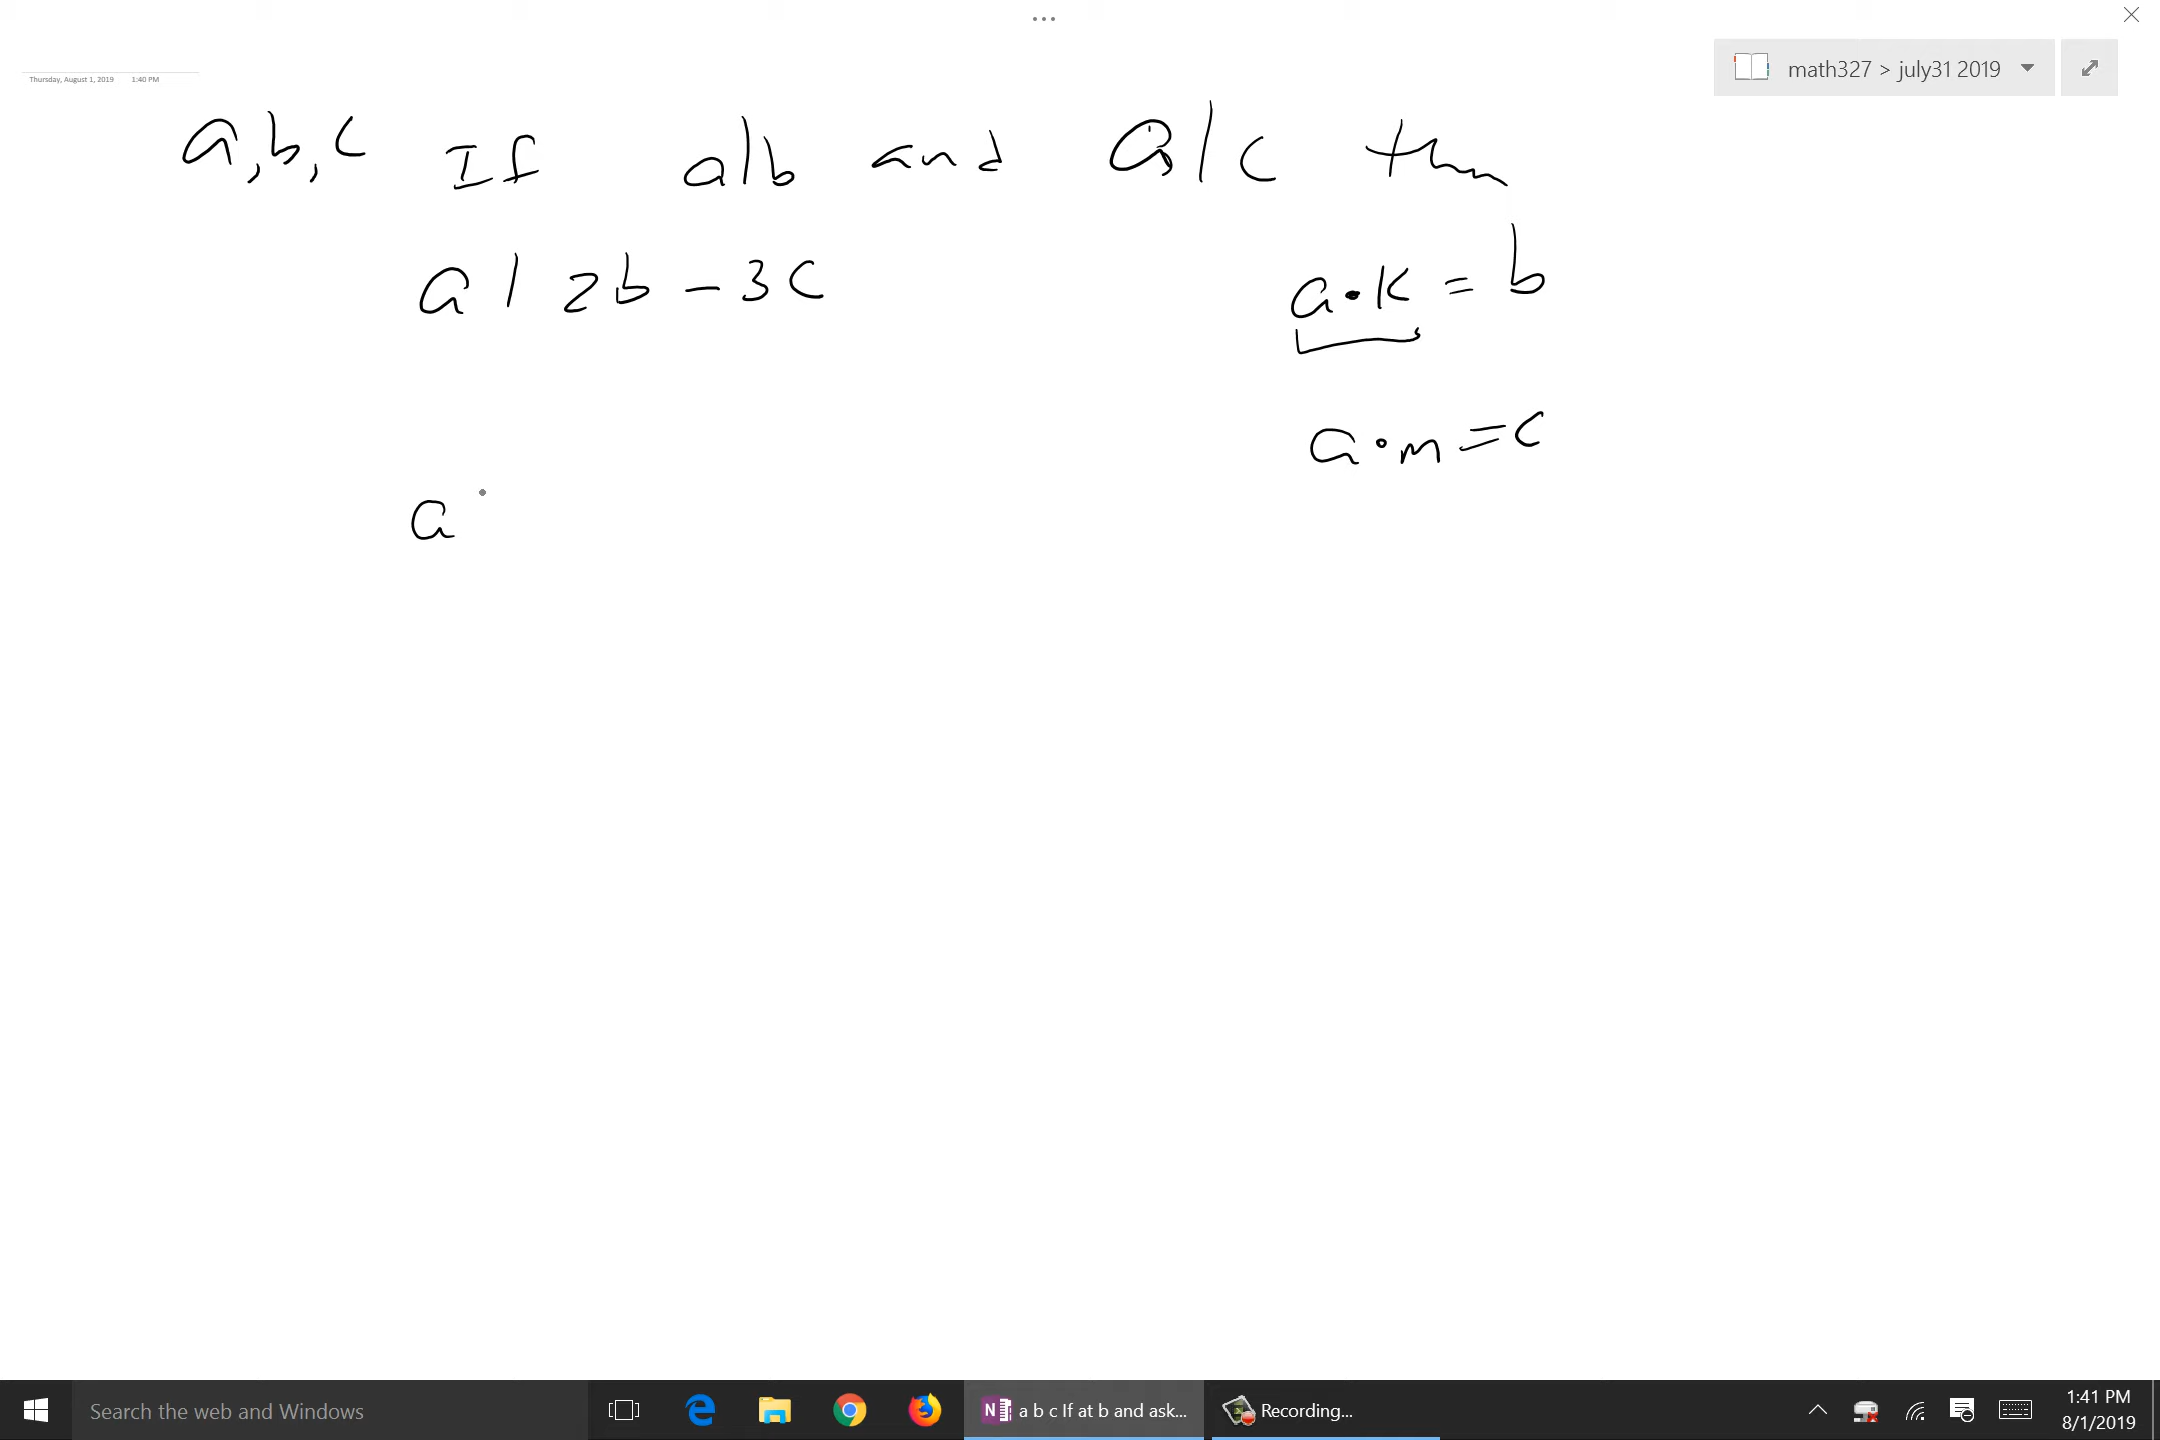 ...
math327 > july31 2019
Thursday, August 1, 2019 1:40 PM
a, b, c If a|b and a|c then
a | 2b - 3c
a • k = b
a • m = c
a
Search the web and Windows
a b c If at b and ask...
Recording...
1:41 PM
8/1/2019